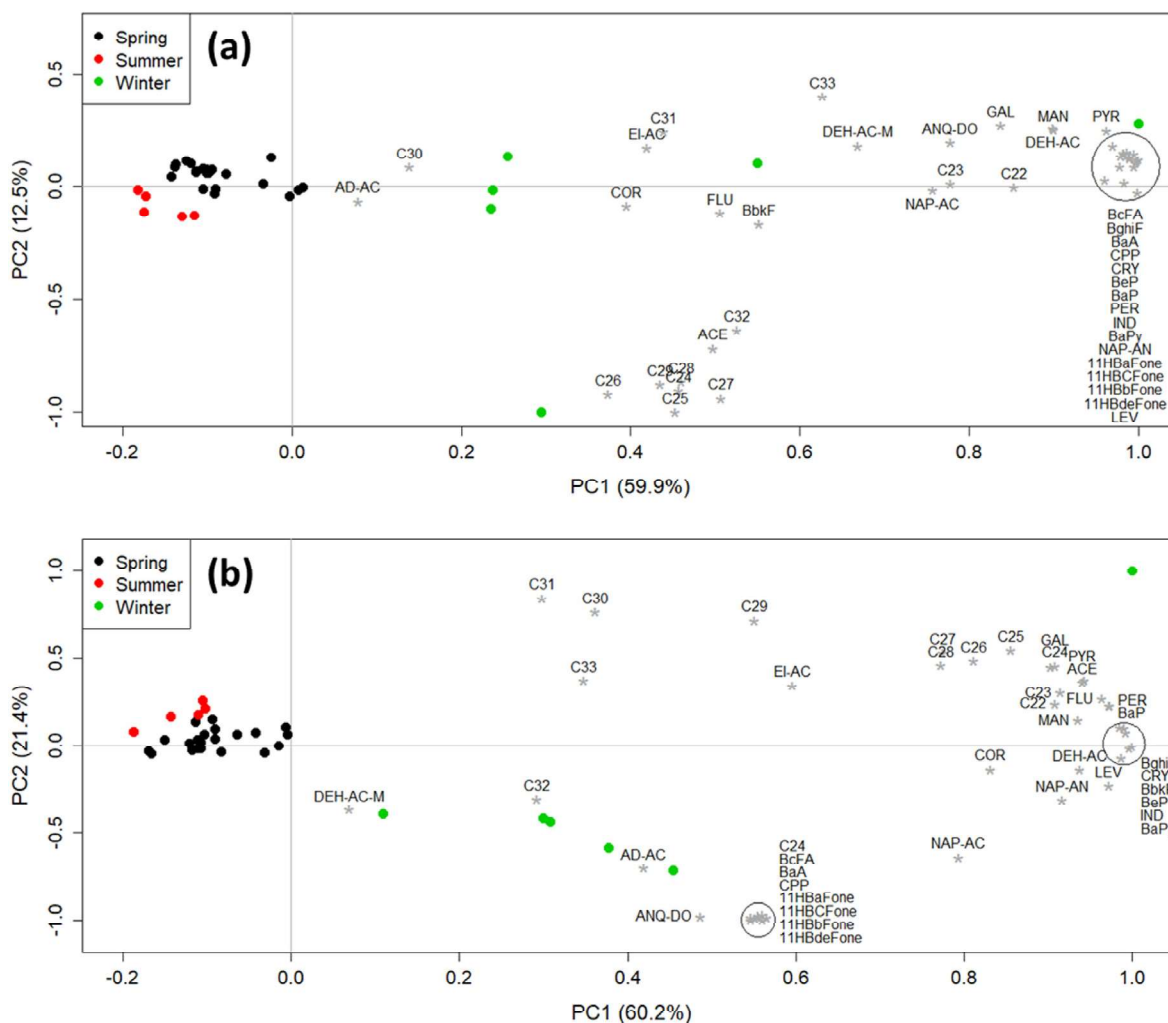 Spring
Summer
Winter
(a)
C33
C31
EI-AC
C30
AD-AC
COR
FLU
BbkF
DEH-AC-M
ANQ-DO
GAL
MAN
PYR
DEH-AC
C23
C22
NAP-AC
C32
ACE
C28
C29
C24
C26
C27
C25
BcFA
BghiF
BaA
CPP
CRY
BeP
BaP
PER
IND
BaPy
NAP-AN
11HBaFone
11HBCFone
11HBbFone
11HBdeFone
LEV
0.5
0.0
-0.5
-1.0
PC2 (12.5%)
-0.2
0.0
0.2
0.4
0.6
0.8
1.0
PC1 (59.9%)
Spring
Summer
Winter
(b)
C31
C30
C29
C33
EI-AC
C27
C28
C26
C25
GAL
C24
PYR
ACE
C23
C22
FLU
MAN
PER
BaP
COR
DEH-AC
LEV
NAP-AN
NAP-AC
Bghi
CRY
Bbk
BeP
IND
BaP
DEH-AC-M
C32
AD-AC
ANQ-DO
C24
BcFA
BaA
CPP
11HBaFone
11HBCFone
11HBbFone
11HBdeFone
1.0
0.5
0.0
-0.5
-1.0
PC2 (21.4%)
-0.2
0.0
0.2
0.4
0.6
0.8
1.0
PC1 (60.2%)